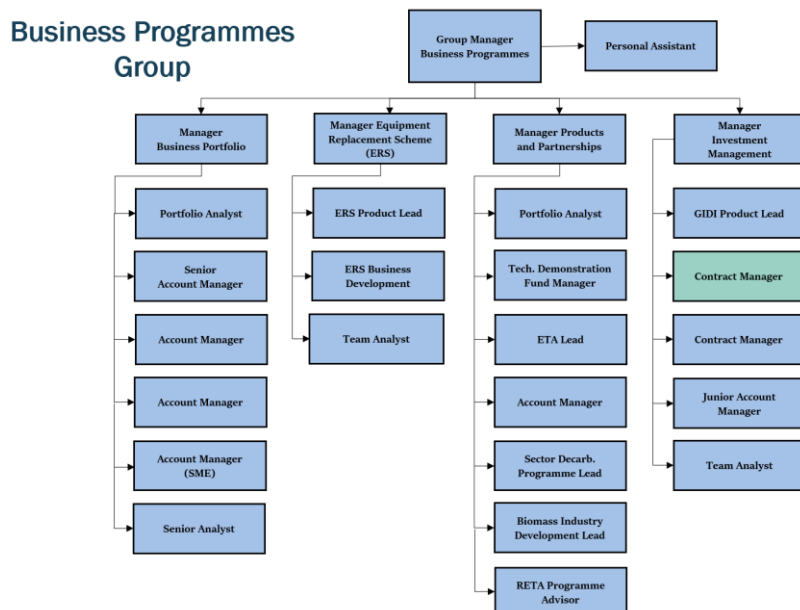 Business Programmes
Group
Group Manager
Business Programmes
Personal Assistant
Manager
Business Portfolio
Portfolio Analyst
Senior
Account Manager
Account Manager
Account Manager
Account Manager
(SME)
Senior Analyst
Manager Equipment
Replacement Scheme
(ERS)
ERS Product Lead
ERS Business
Development
Team Analyst
Manager Products
and Partnerships
Portfolio Analyst
Tech. Demonstration
Fund Manager
ETA Lead
Account Manager
Sector Decarb.
Programme Lead
Biomass Industry
Development Lead
RETA Programme
Advisor
Manager
Investment
Management
GIDI Product Lead
Contract Manager
Contract Manager
Junior Account
Manager
Team Analyst